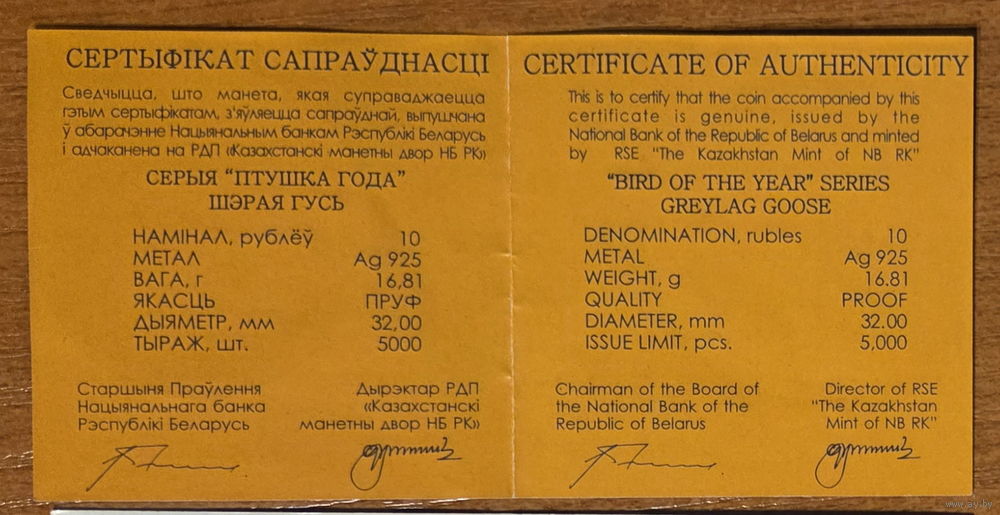 СЕРТЫФІКАТ САПРАЎДНАСЦІ
Сведчыцца, што манета, якая суправаджаецца
гэтым сертыфікатам, з'яўляецца сапраўднай, выпушчана
ў абарачэнне Нацыянальным банкам Рэспублікі Беларусь
і адчаканена на РДП «Казахстанскі манетны двор НБ РК»
СЕРЫЯ "ПТУШКА ГОДА"
ШЭРАЯ ГУСЬ
НАМІНАЛ, рублёў 10
МЕТАЛ Ag 925
ВАГА, г 16,81
ЯКАСЦЬ ПРУФ
ДЫЯМЕТР, мм 32,00
ТЫРАЖ, шт. 5000
Старшыня Праўлення
Нацыянальнага банка
Рэспублікі Беларусь
Дырэктар РДП
«Казахстанскі
манетны двор НБ РК»
CERTIFICATE OF AUTHENTICITY
This is to certify that the coin accompanied by this
certificate is genuine, issued by the
National Bank of the Republic of Belarus and minted
by RSE "The Kazakhstan Mint of NB RK"
"BIRD OF THE YEAR" SERIES
GREYLAG GOOSE
DENOMINATION, rubles 10
METAL Ag 925
WEIGHT, g 16.81
QUALITY PROOF
DIAMETER, mm 32.00
ISSUE LIMIT, pcs. 5,000
Chairman of the Board of
the National Bank of the
Republic of Belarus
Director of RSE
"The Kazakhstan
Mint of NB RK"
www.ay.by